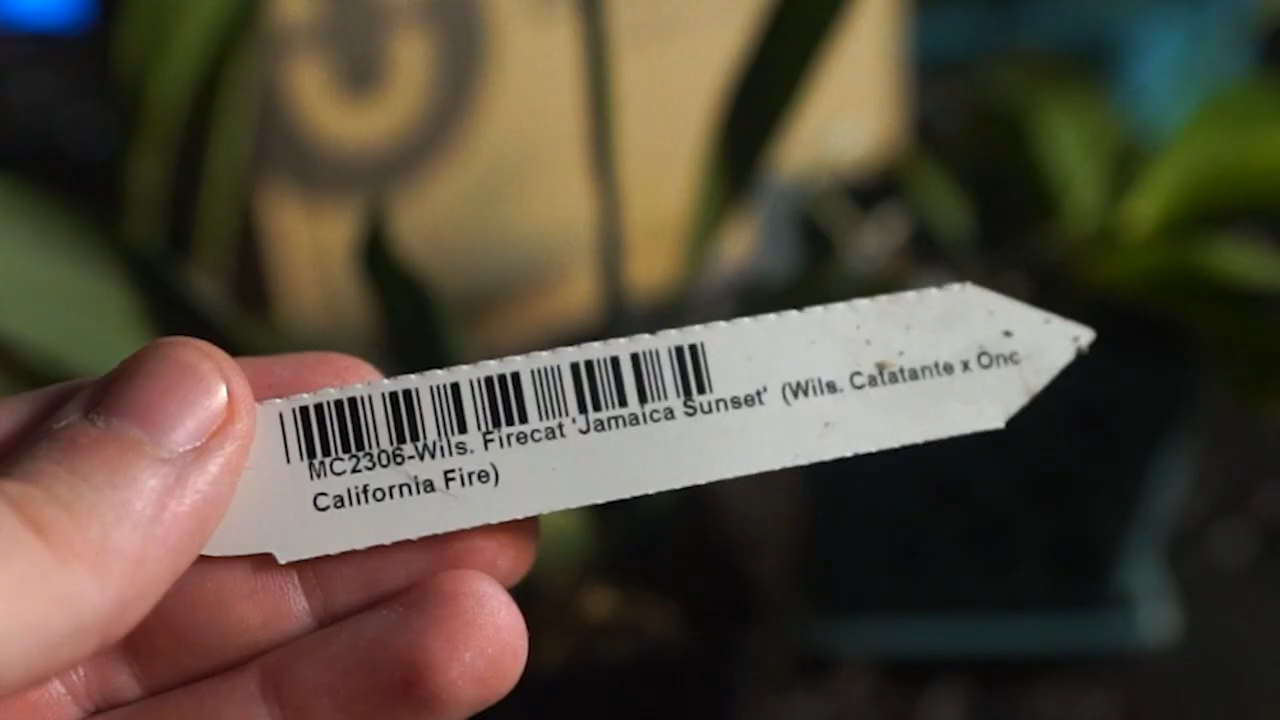 MC2306-Wils. Firecat 'Jamaica Sunset' (Wils. Catatante x Onc
California Fire)